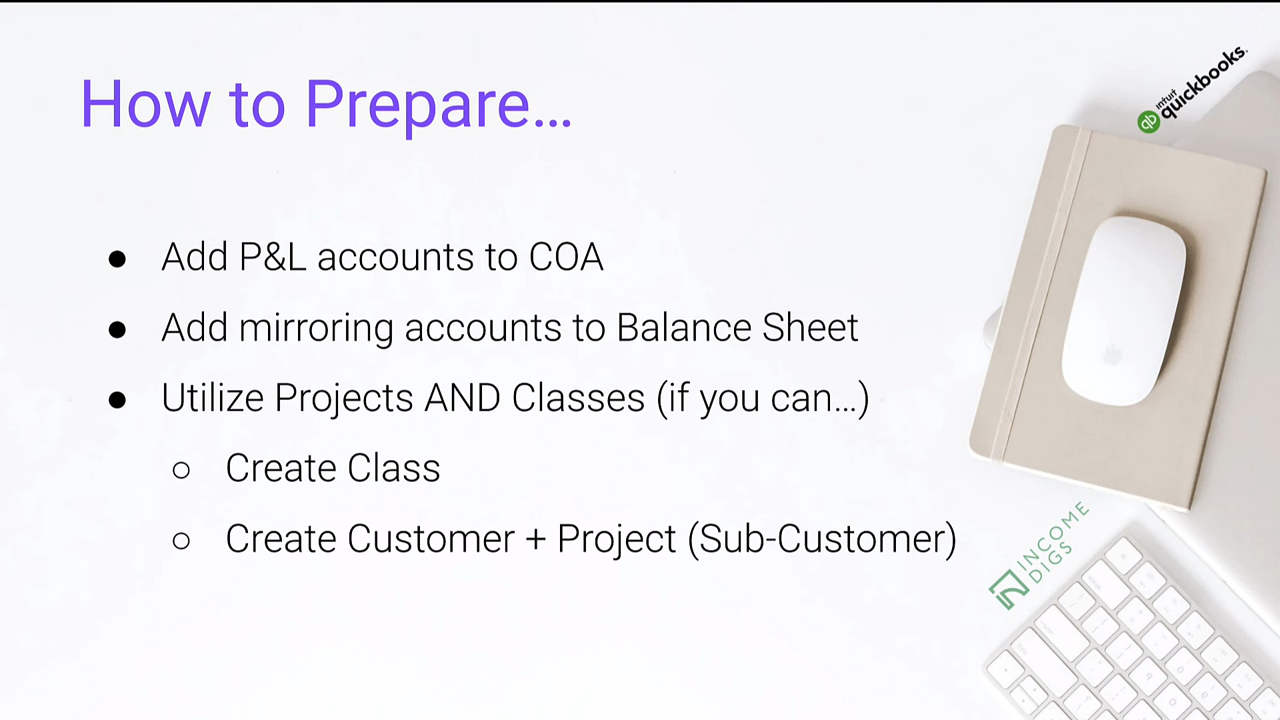 How to Prepare...
intuit
quickbooks.
● Add P&L accounts to COA
● Add mirroring accounts to Balance Sheet
● Utilize Projects AND Classes (if you can...)
○ Create Class
○ Create Customer + Project (Sub-Customer)
INCOME
DIGS